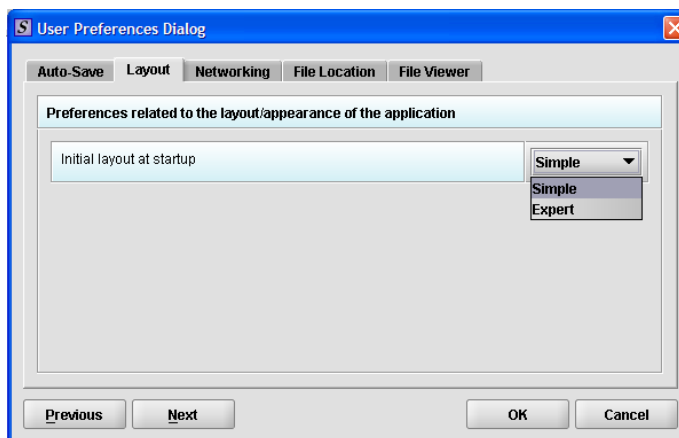 S User Preferences Dialog
Auto-Save Layout Networking File Location File Viewer
Preferences related to the layout/appearance of the application
Initial layout at startup Simple
Simple
Expert
Previous Next OK Cancel